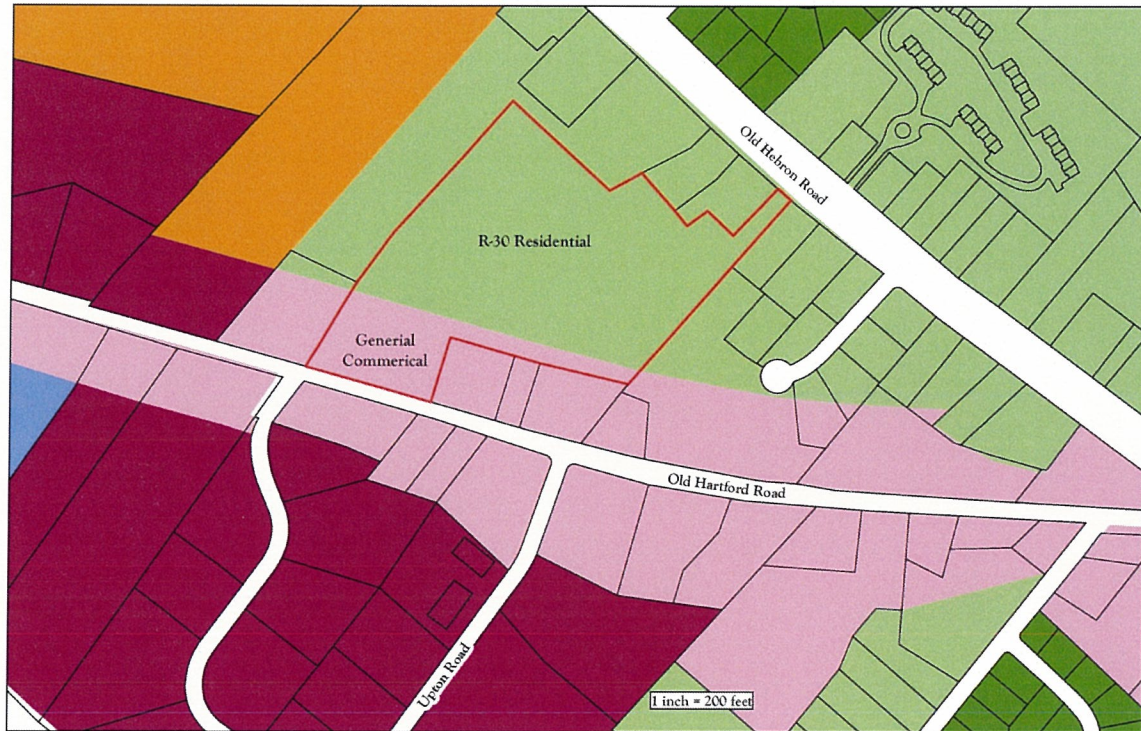 Old Hebron Road
R-30 Residential
Generial
Commerical
Old Hartford Road
Upton Road
1 inch = 200 feet